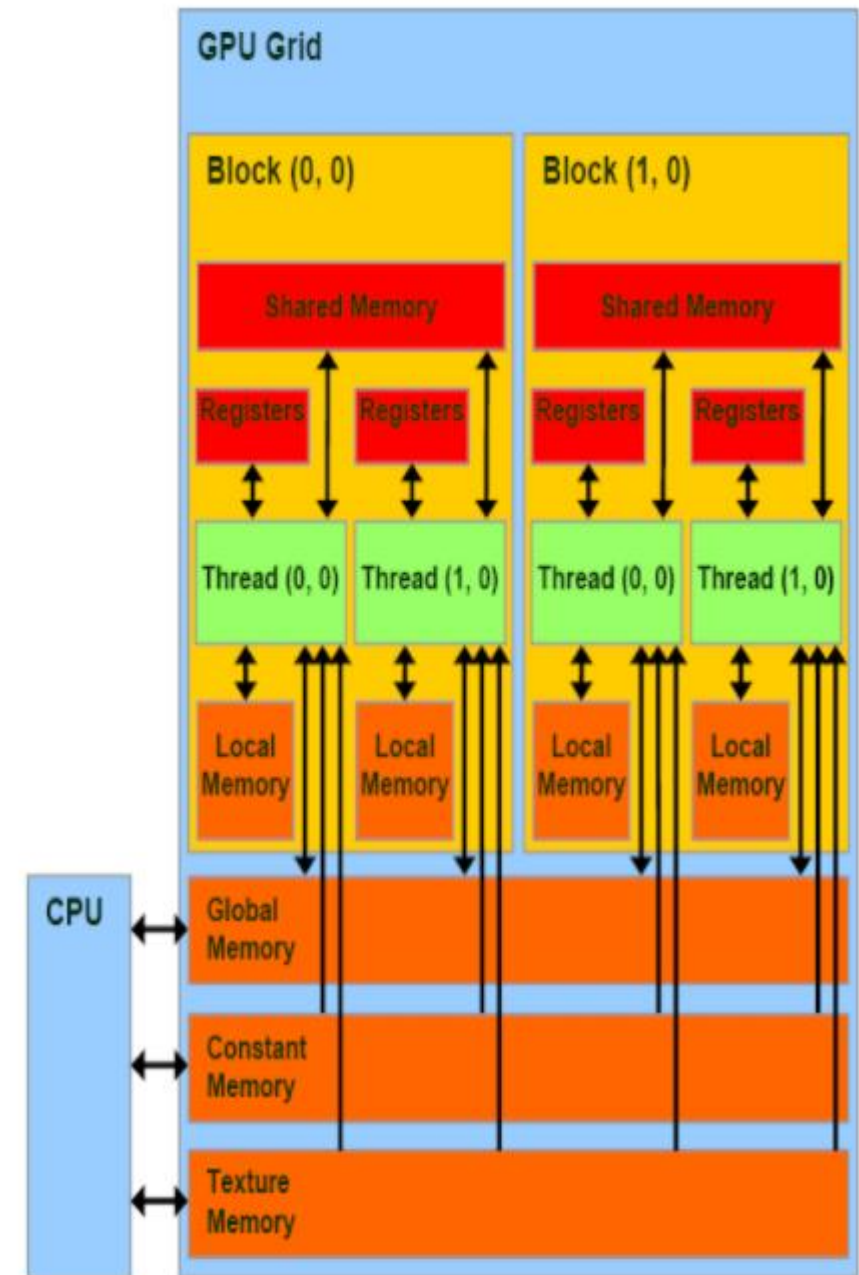 GPU Grid
Block (0, 0)
Block (1, 0)
Shared Memory
Shared Memory
Registers
Registers
Registers
Registers
Thread (0, 0)
Thread (1, 0)
Thread (0, 0)
Thread (1, 0)
Local
Memory
Local
Memory
Local
Memory
Local
Memory
CPU
Global
Memory
Constant
Memory
Texture
Memory